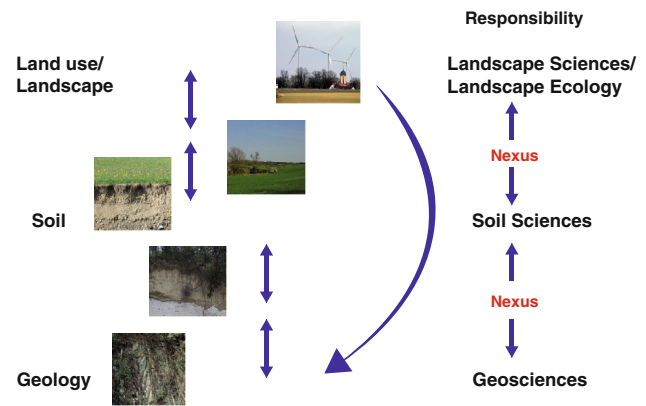 Responsibility
Land use/
Landscape
Landscape Sciences/
Landscape Ecology
Nexus
Soil
Soil Sciences
Nexus
Geology
Geosciences